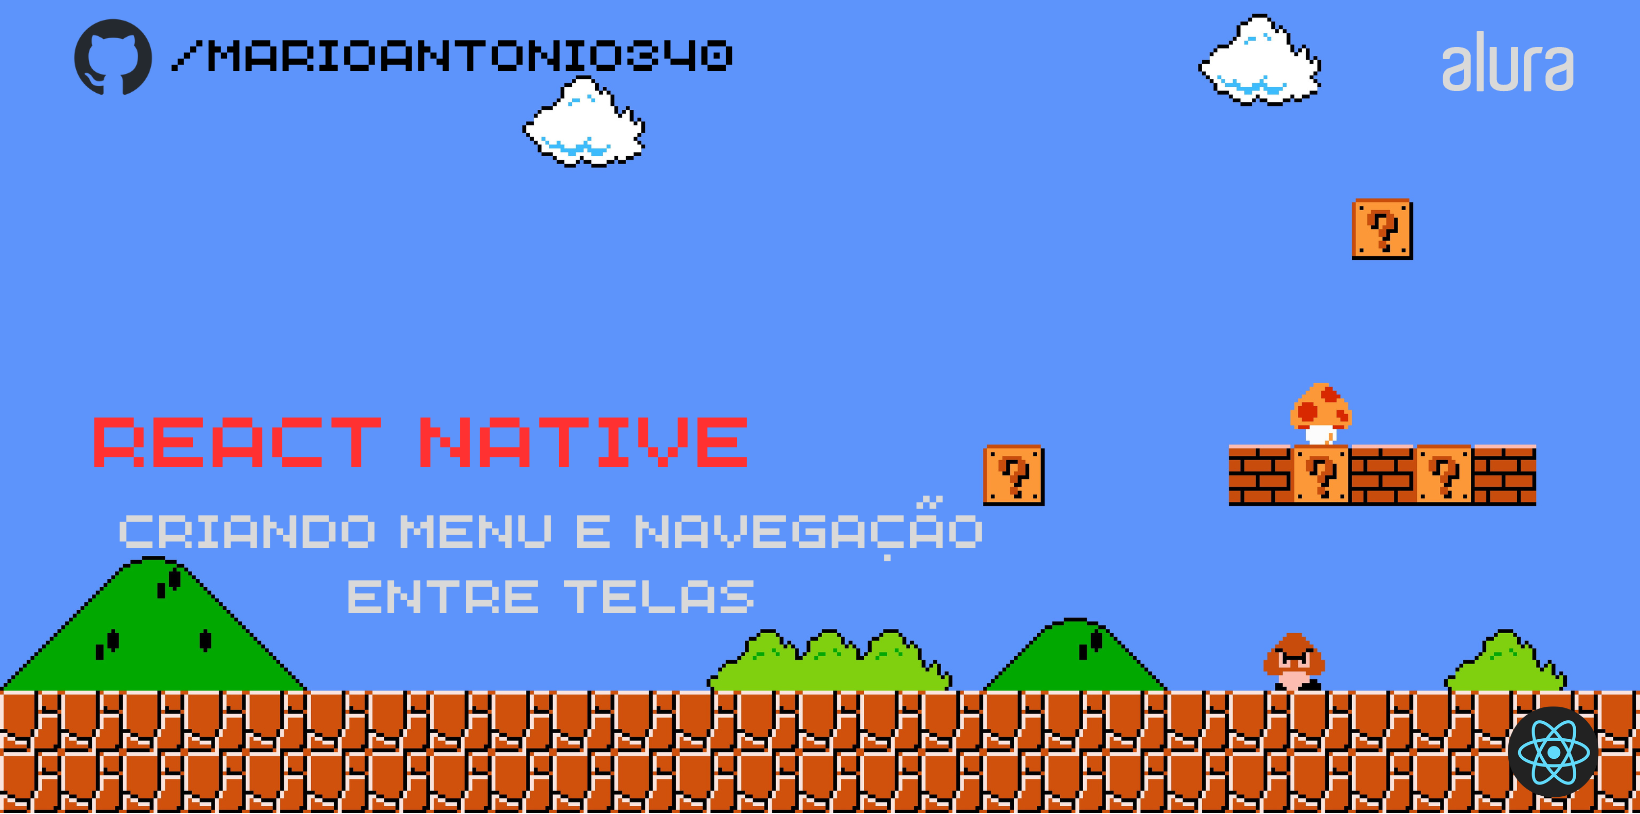 /MARIOANTONIO340
alura
?
REACT NATIVE
? ? ?
CRIANDO MENU E NAVEGAÇÃO
ENTRE TELAS